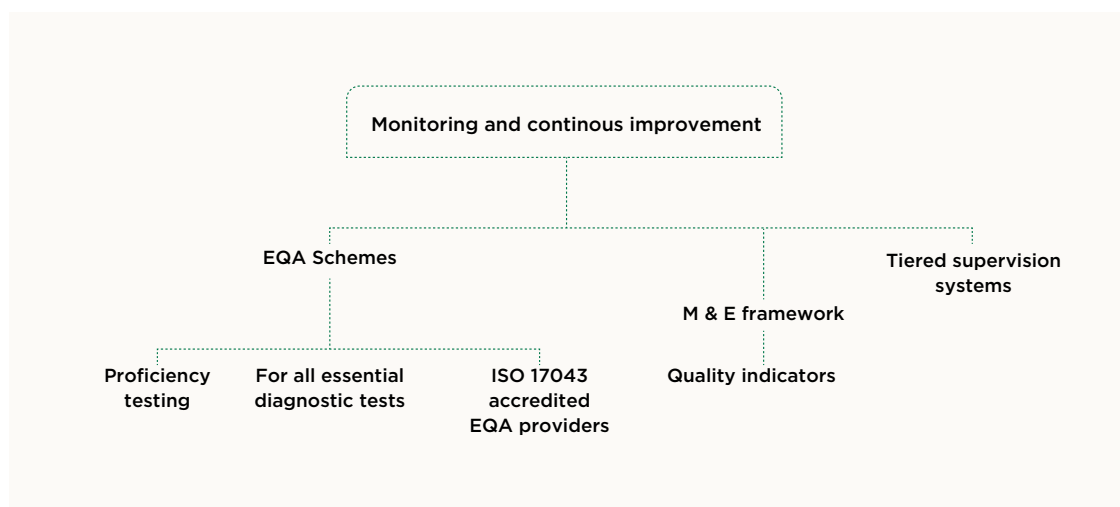 Monitoring and continous improvement
EQA Schemes
Tiered supervision
systems
M & E framework
Proficiency
testing
For all essential
diagnostic tests
ISO 17043
accredited
EQA providers
Quality indicators